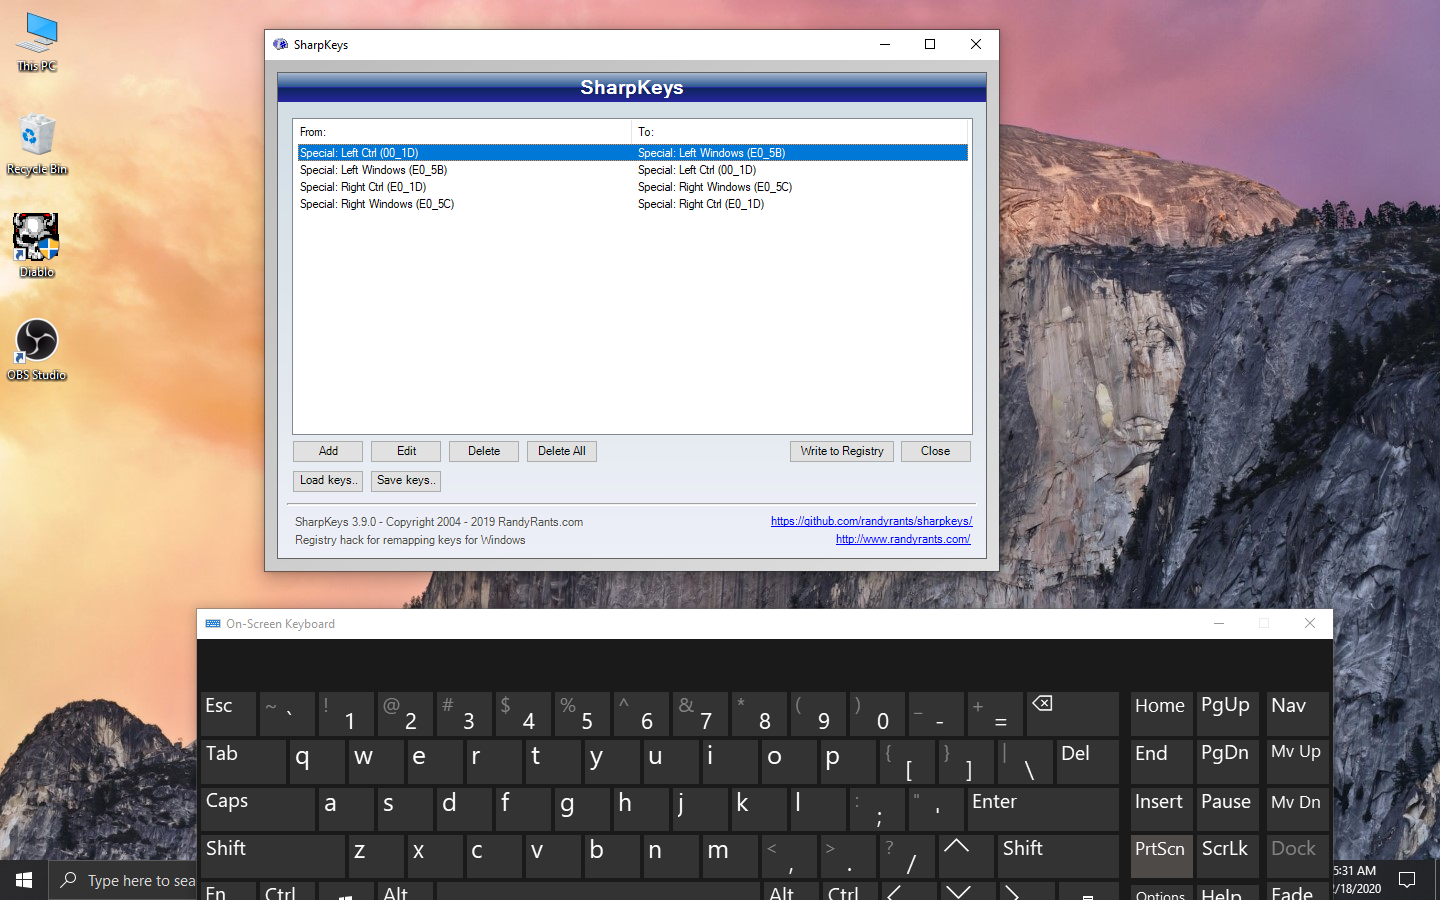 This PC
Recycle Bin
Diablo
OBS Studio
SharpKeys
SharpKeys
From: To:
Special: Left Ctrl (00_1D) Special: Left Windows (E0_5B)
Special: Left Windows (E0_5B) Special: Left Ctrl (00_1D)
Special: Right Ctrl (E0_1D) Special: Right Windows (E0_5C)
Special: Right Windows (E0_5C) Special: Right Ctrl (E0_1D)
Add Edit Delete Delete All Write to Registry Close
Load keys.. Save keys..
SharpKeys 3.9.0 - Copyright 2004 - 2019 RandyRants.com https://github.com/randyrants/sharpkeys/
Registry hack for remapping keys for Windows http://www.randyrants.com/
On-Screen Keyboard
Esc ~ ` ! 1 @ 2 # 3 $ 4 % 5 ^ 6 & 7 * 8 ( 9 ) 0 _ - + = Home PgUp Nav
Tab q w e r t y u i o p { [ } ] | \ Del End PgDn Mv Up
Caps a s d f g h j k l : ; " ' Enter Insert Pause Mv Dn
Shift z x c v b n m < , > . ? / Shift PrtScn ScrLk Dock
Fn Ctrl Alt Alt Ctrl Options Help Fade
Type here to sea
5:31 AM
2/18/2020